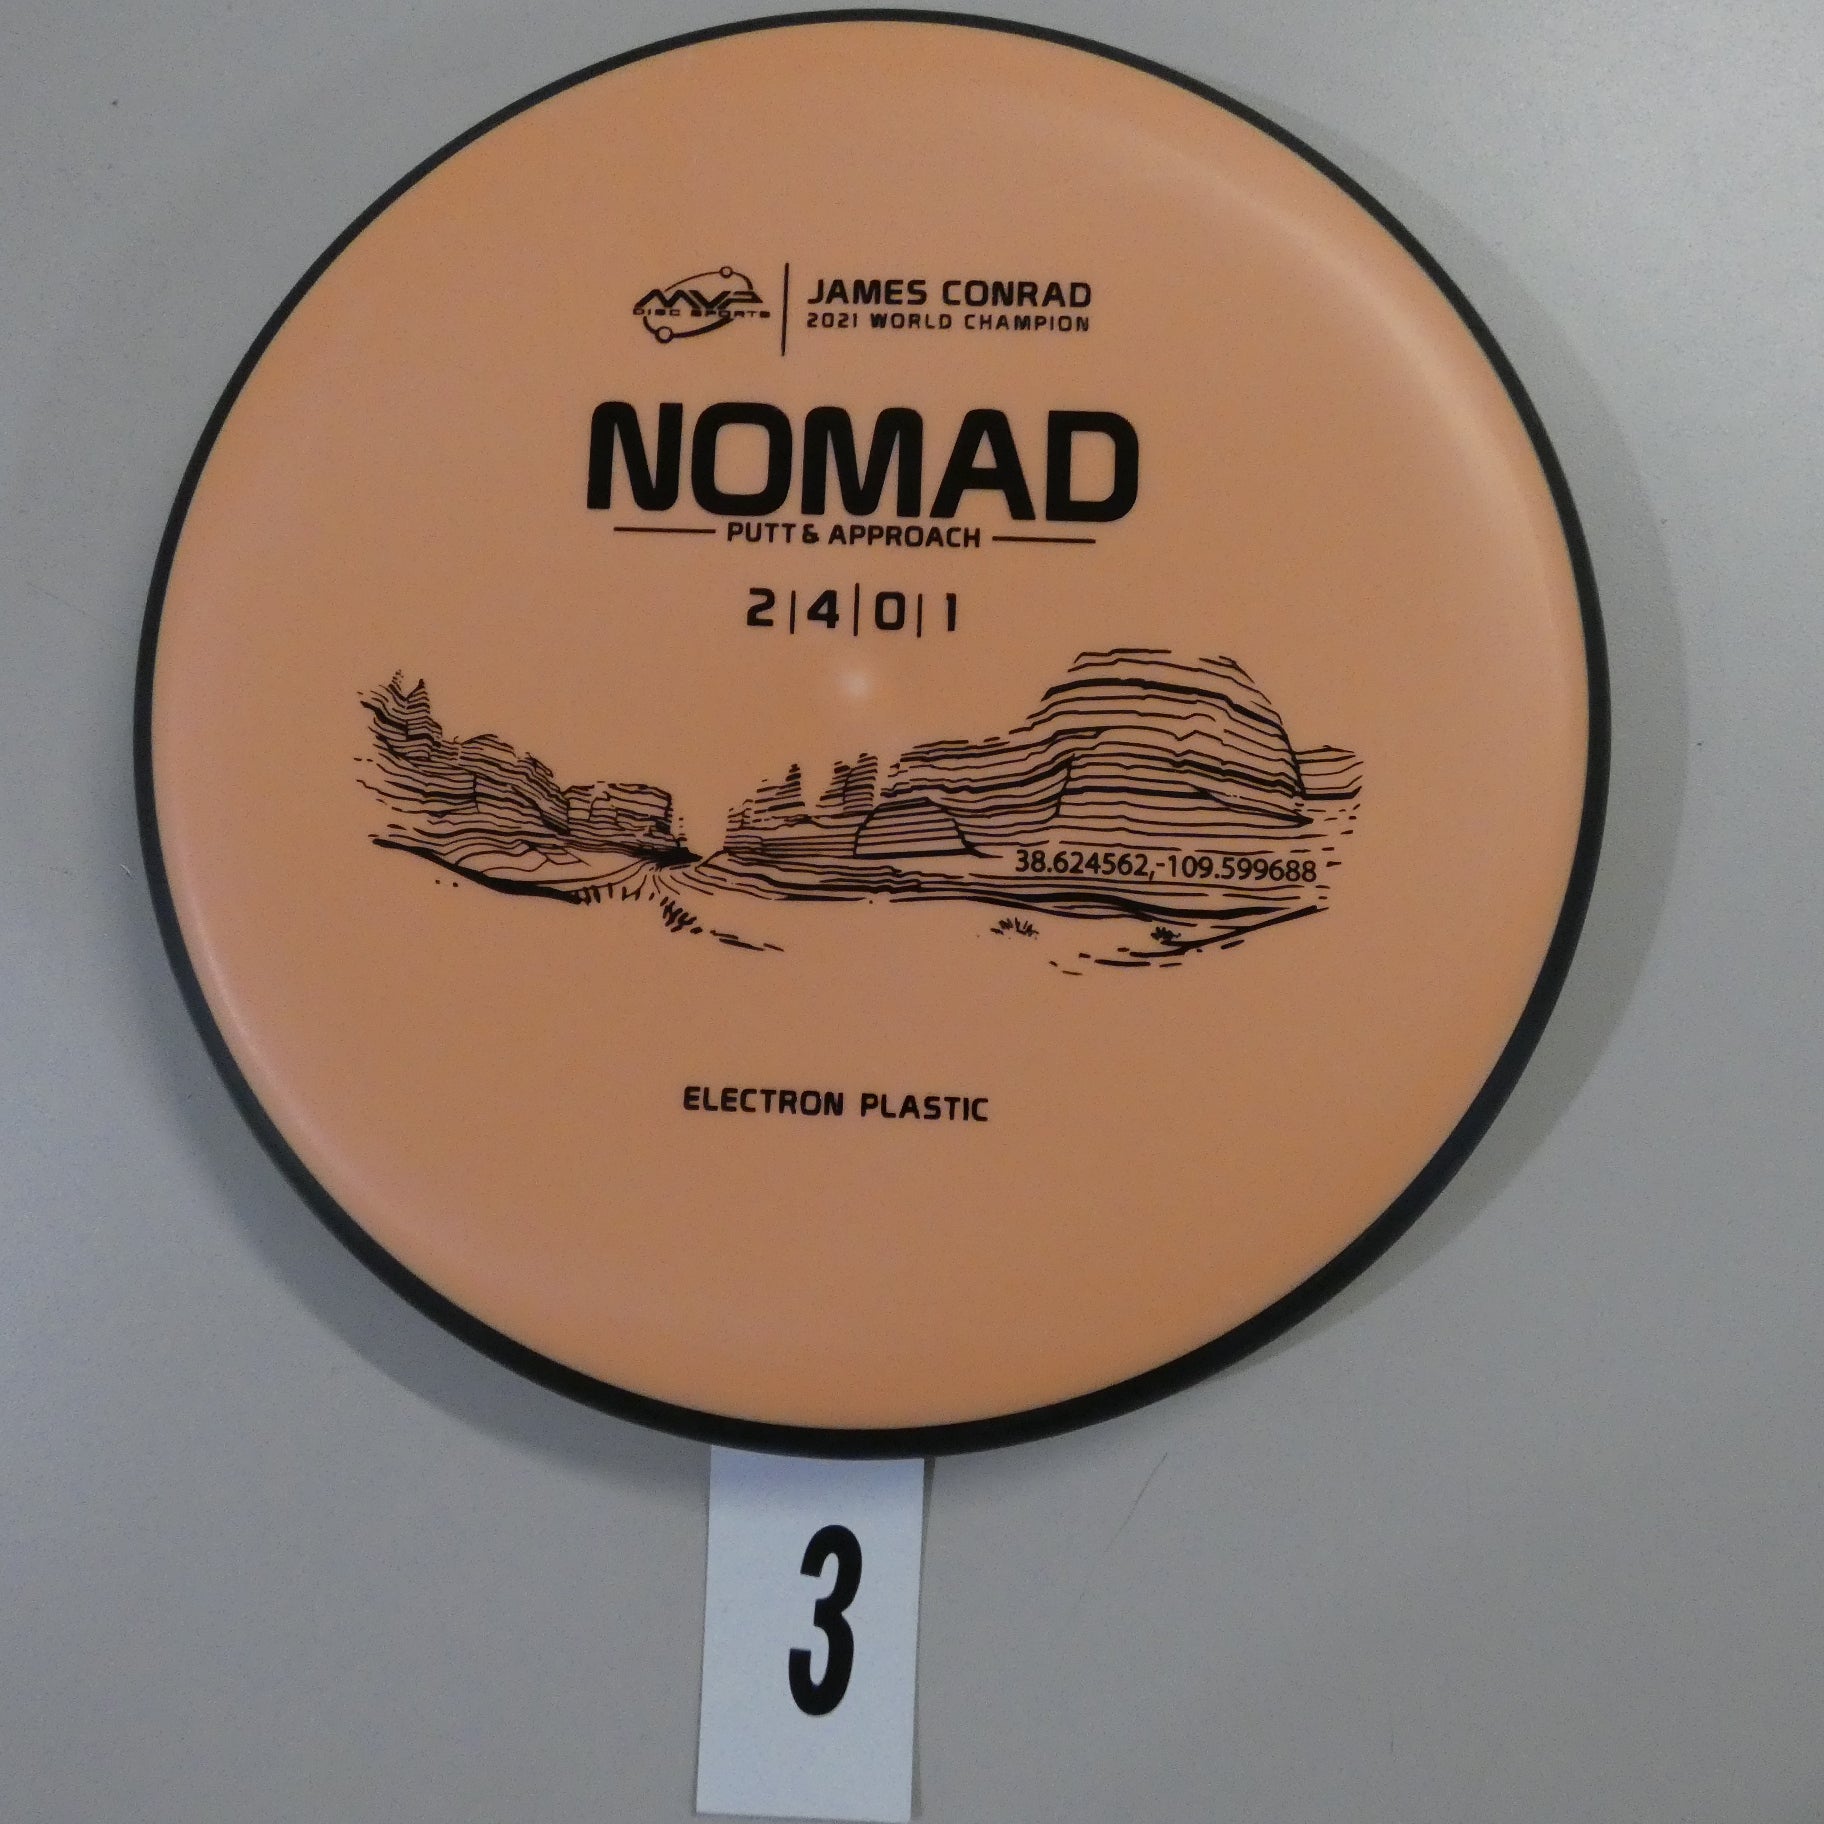 MVP
DISC SPORTS
JAMES CONRAD
2021 WORLD CHAMPION
NOMAD
PUTT & APPROACH
2|4|0|1
38.624562,-109.599688
ELECTRON PLASTIC
3